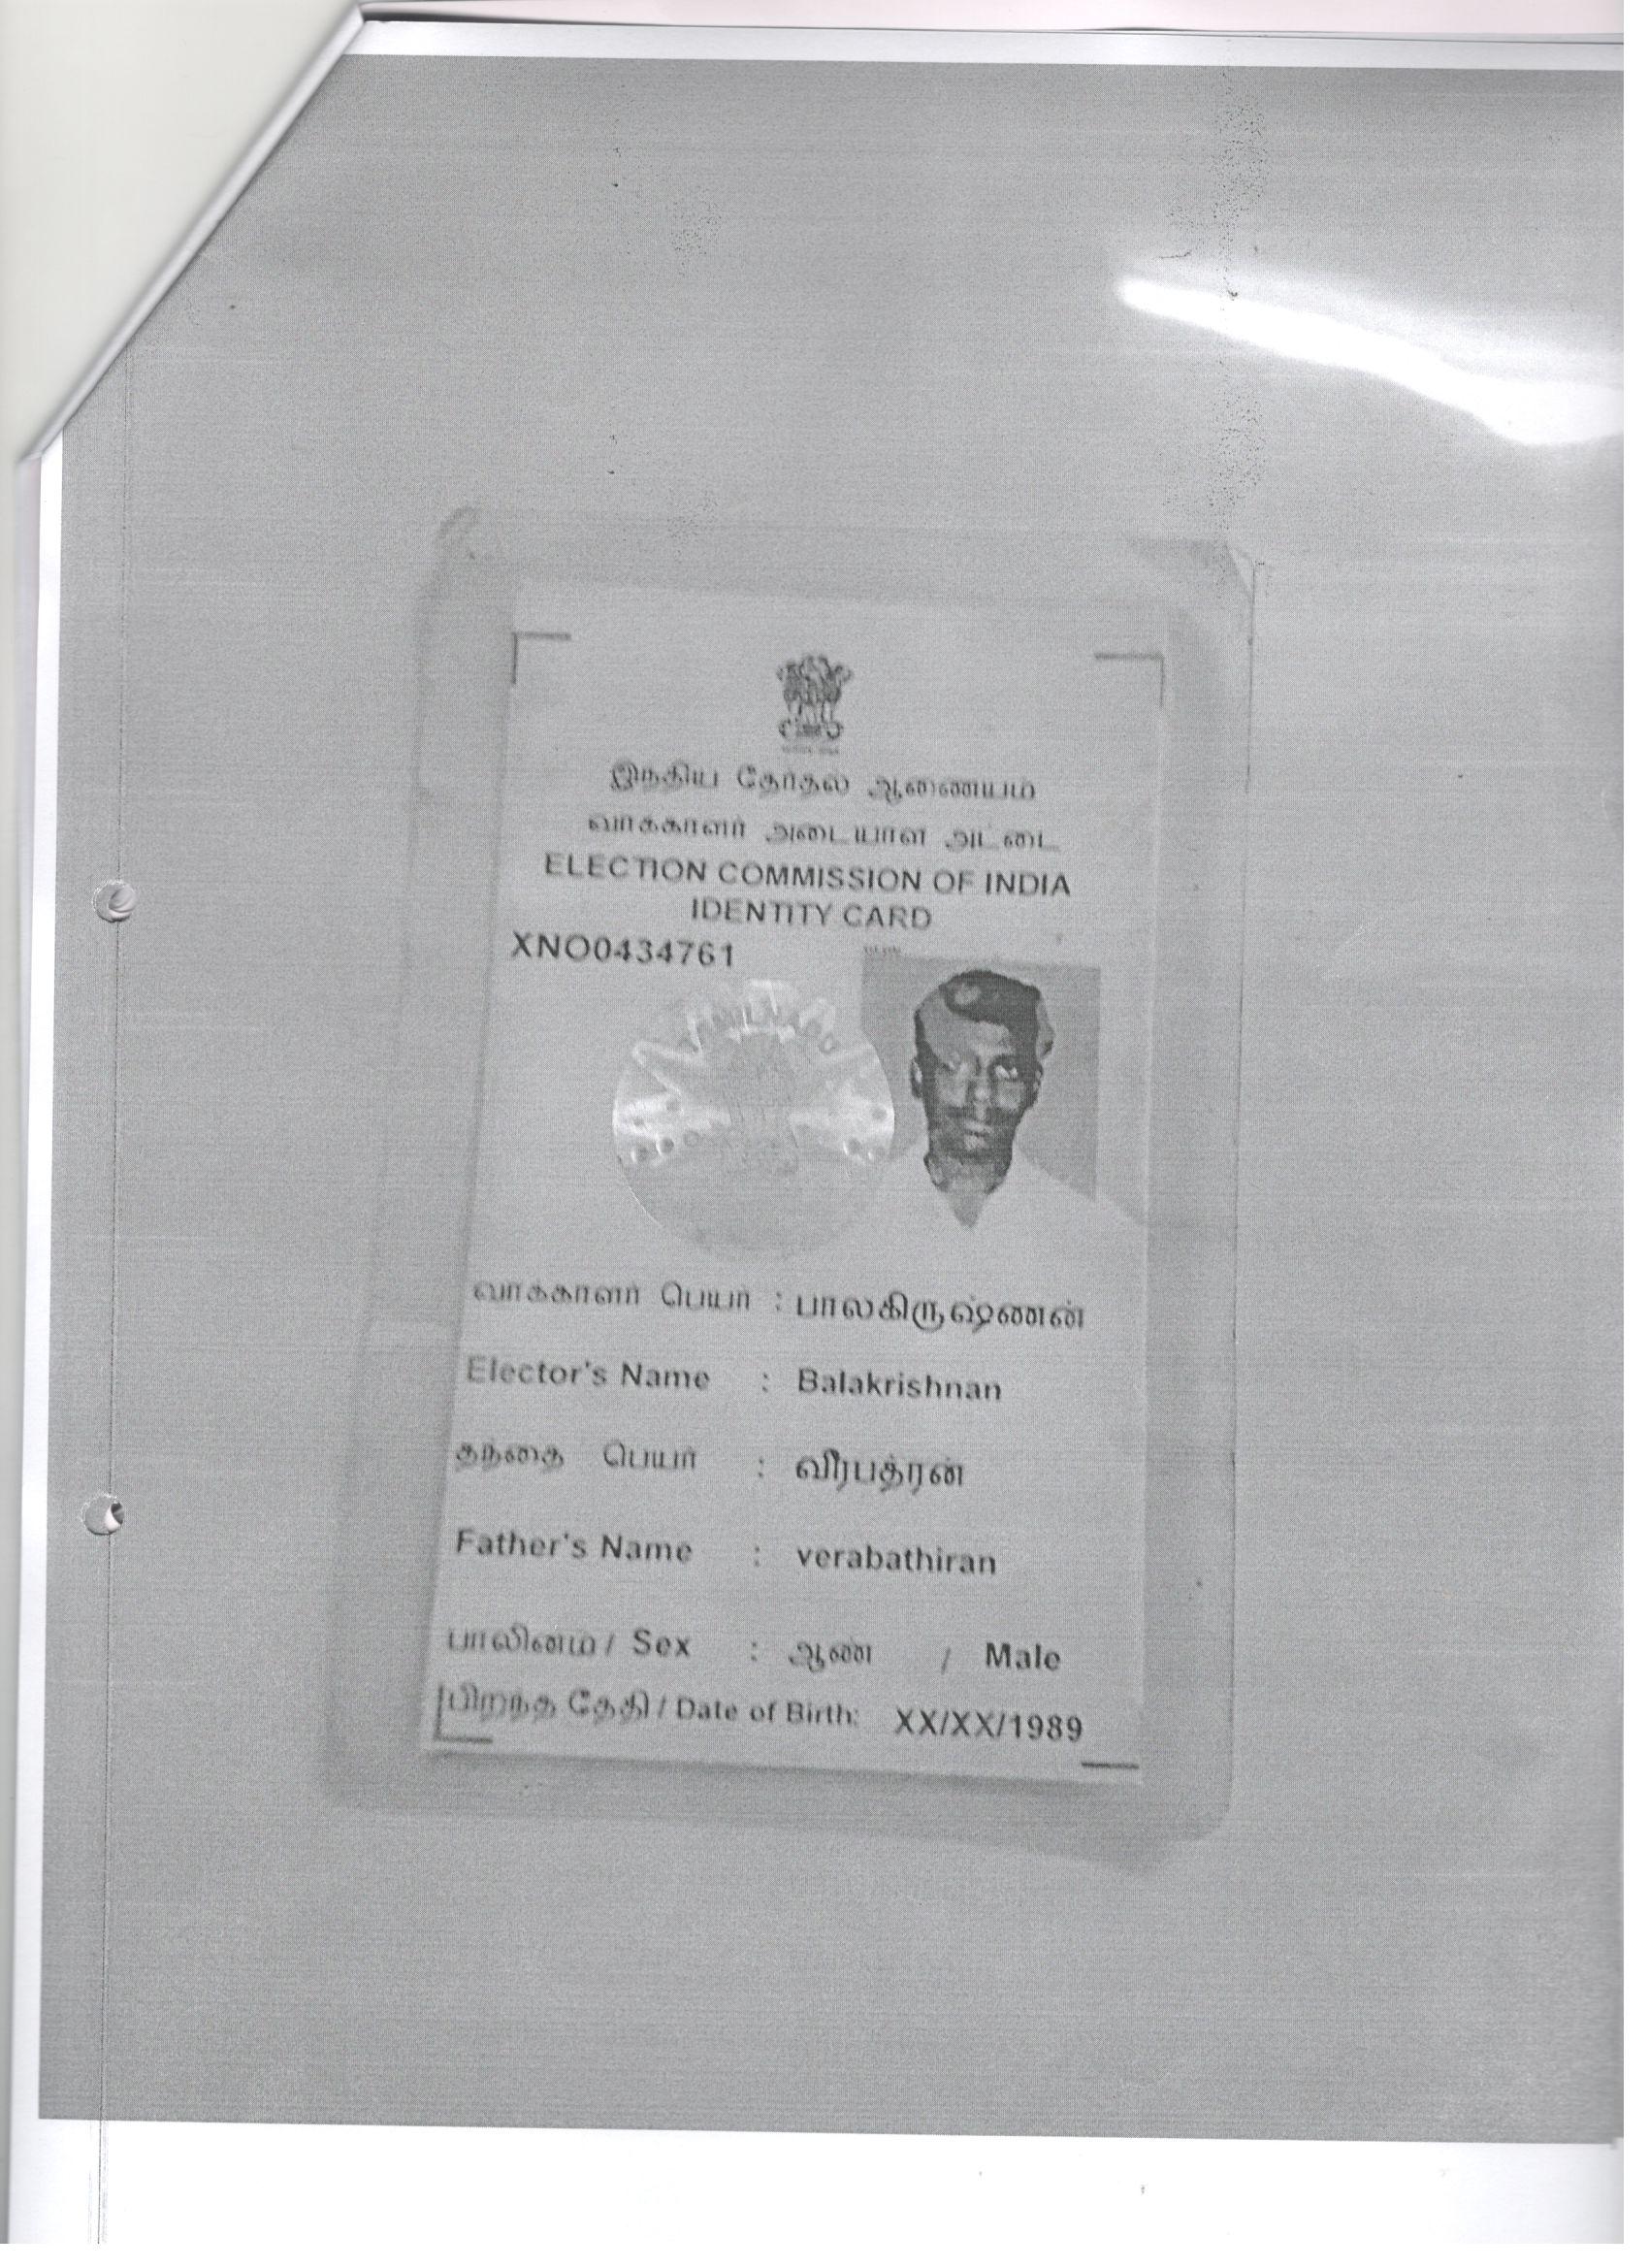 இந்திய தேர்தல் ஆணையம்
வாக்காளர் அடையாள அட்டை
ELECTION COMMISSION OF INDIA
IDENTITY CARD
XNO0434761
வாக்காளர் பெயர் : பாலகிருஷ்ணன்
Elector's Name : Balakrishnan
தந்தை பெயர் : வீரபத்ரன்
Father's Name : verabathiran
பாலினம் / Sex : ஆண் / Male
பிறந்த தேதி / Date of Birth: XX/XX/1989